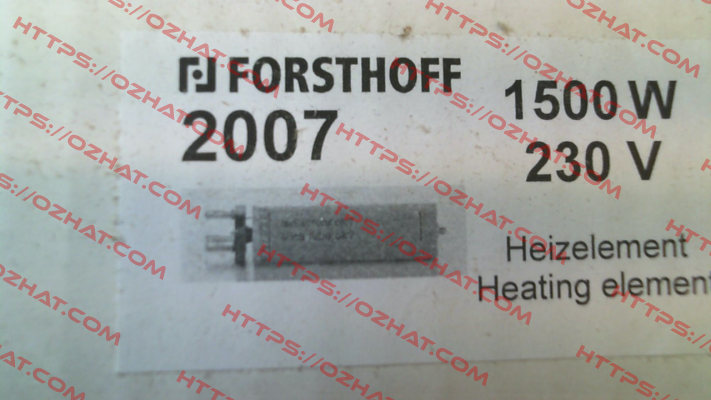 FORSTHOFF
2007
1500 W
230 V
Heizelement
Heating element
HTTPS://OZHAT.COM